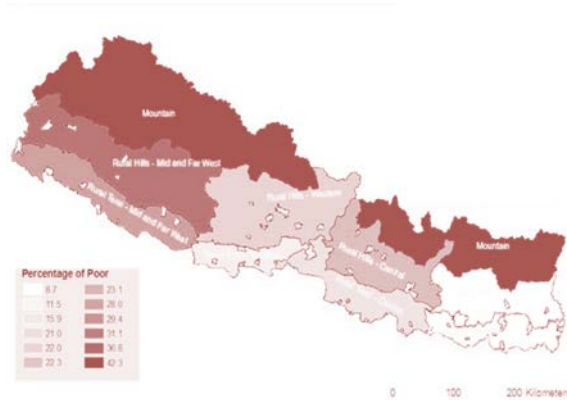 Mountain
Rural Hills - Mid and Far West
Rural Hills - Western
Rural Terai - Mid and Far West
Rural Hills - Central
Mountain
Percentage of Poor
8.7 23.1
11.5 28.0
15.9 29.4
21.0 31.1
22.0 36.8
22.3 42.3
0 100 200 Kilometer